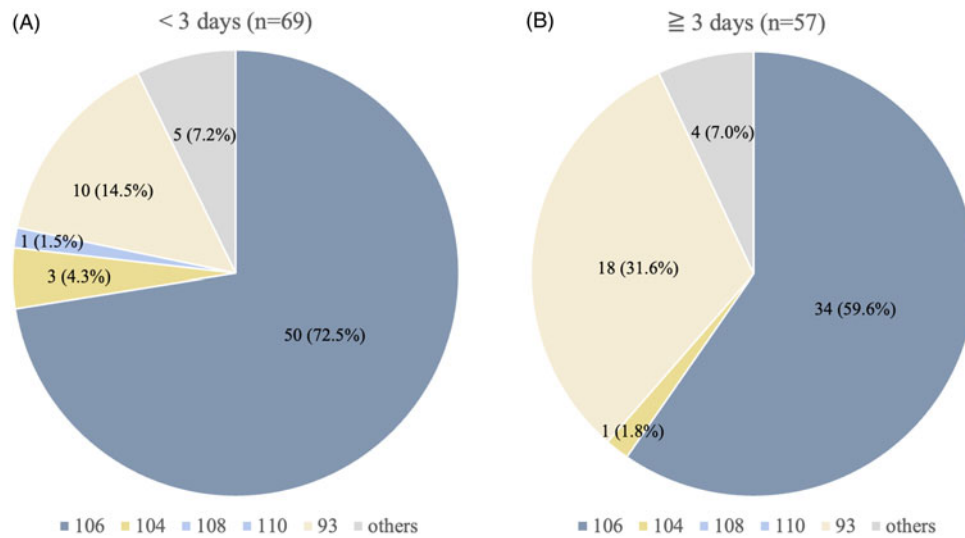 (A)
< 3 days (n=69)
5 (7.2%)
10 (14.5%)
1 (1.5%)
3 (4.3%)
50 (72.5%)
106 104 108 110 93 others
(B)
≧ 3 days (n=57)
4 (7.0%)
18 (31.6%)
34 (59.6%)
1 (1.8%)
106 104 108 110 93 others